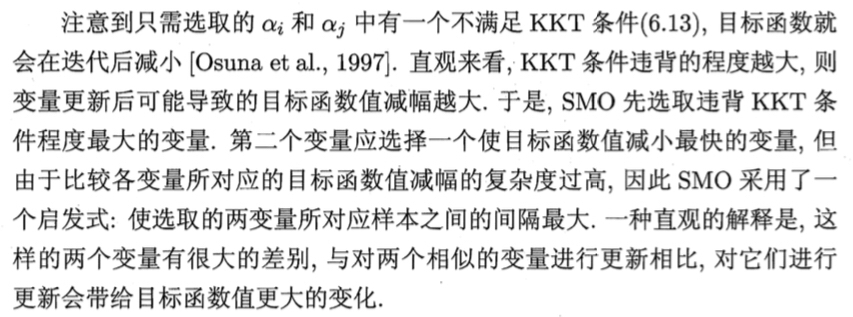 注意到只需选取的 αi 和 αj 中有一个不满足 KKT 条件(6.13), 目标函数就
会在迭代后减小 [Osuna et al., 1997]. 直观来看, KKT 条件违背的程度越大, 则
变量更新后可能导致的目标函数值减幅越大. 于是, SMO 先选取违背 KKT 条
件程度最大的变量. 第二个变量应选择一个使目标函数值减小最快的变量, 但
由于比较各变量所对应的目标函数值减幅的复杂度过高, 因此 SMO 采用了一
个启发式: 使选取的两变量所对应样本之间的间隔最大. 一种直观的解释是, 这
样的两个变量有很大的差别, 与对两个相似的变量进行更新相比, 对它们进行
更新会带给目标函数值更大的变化.